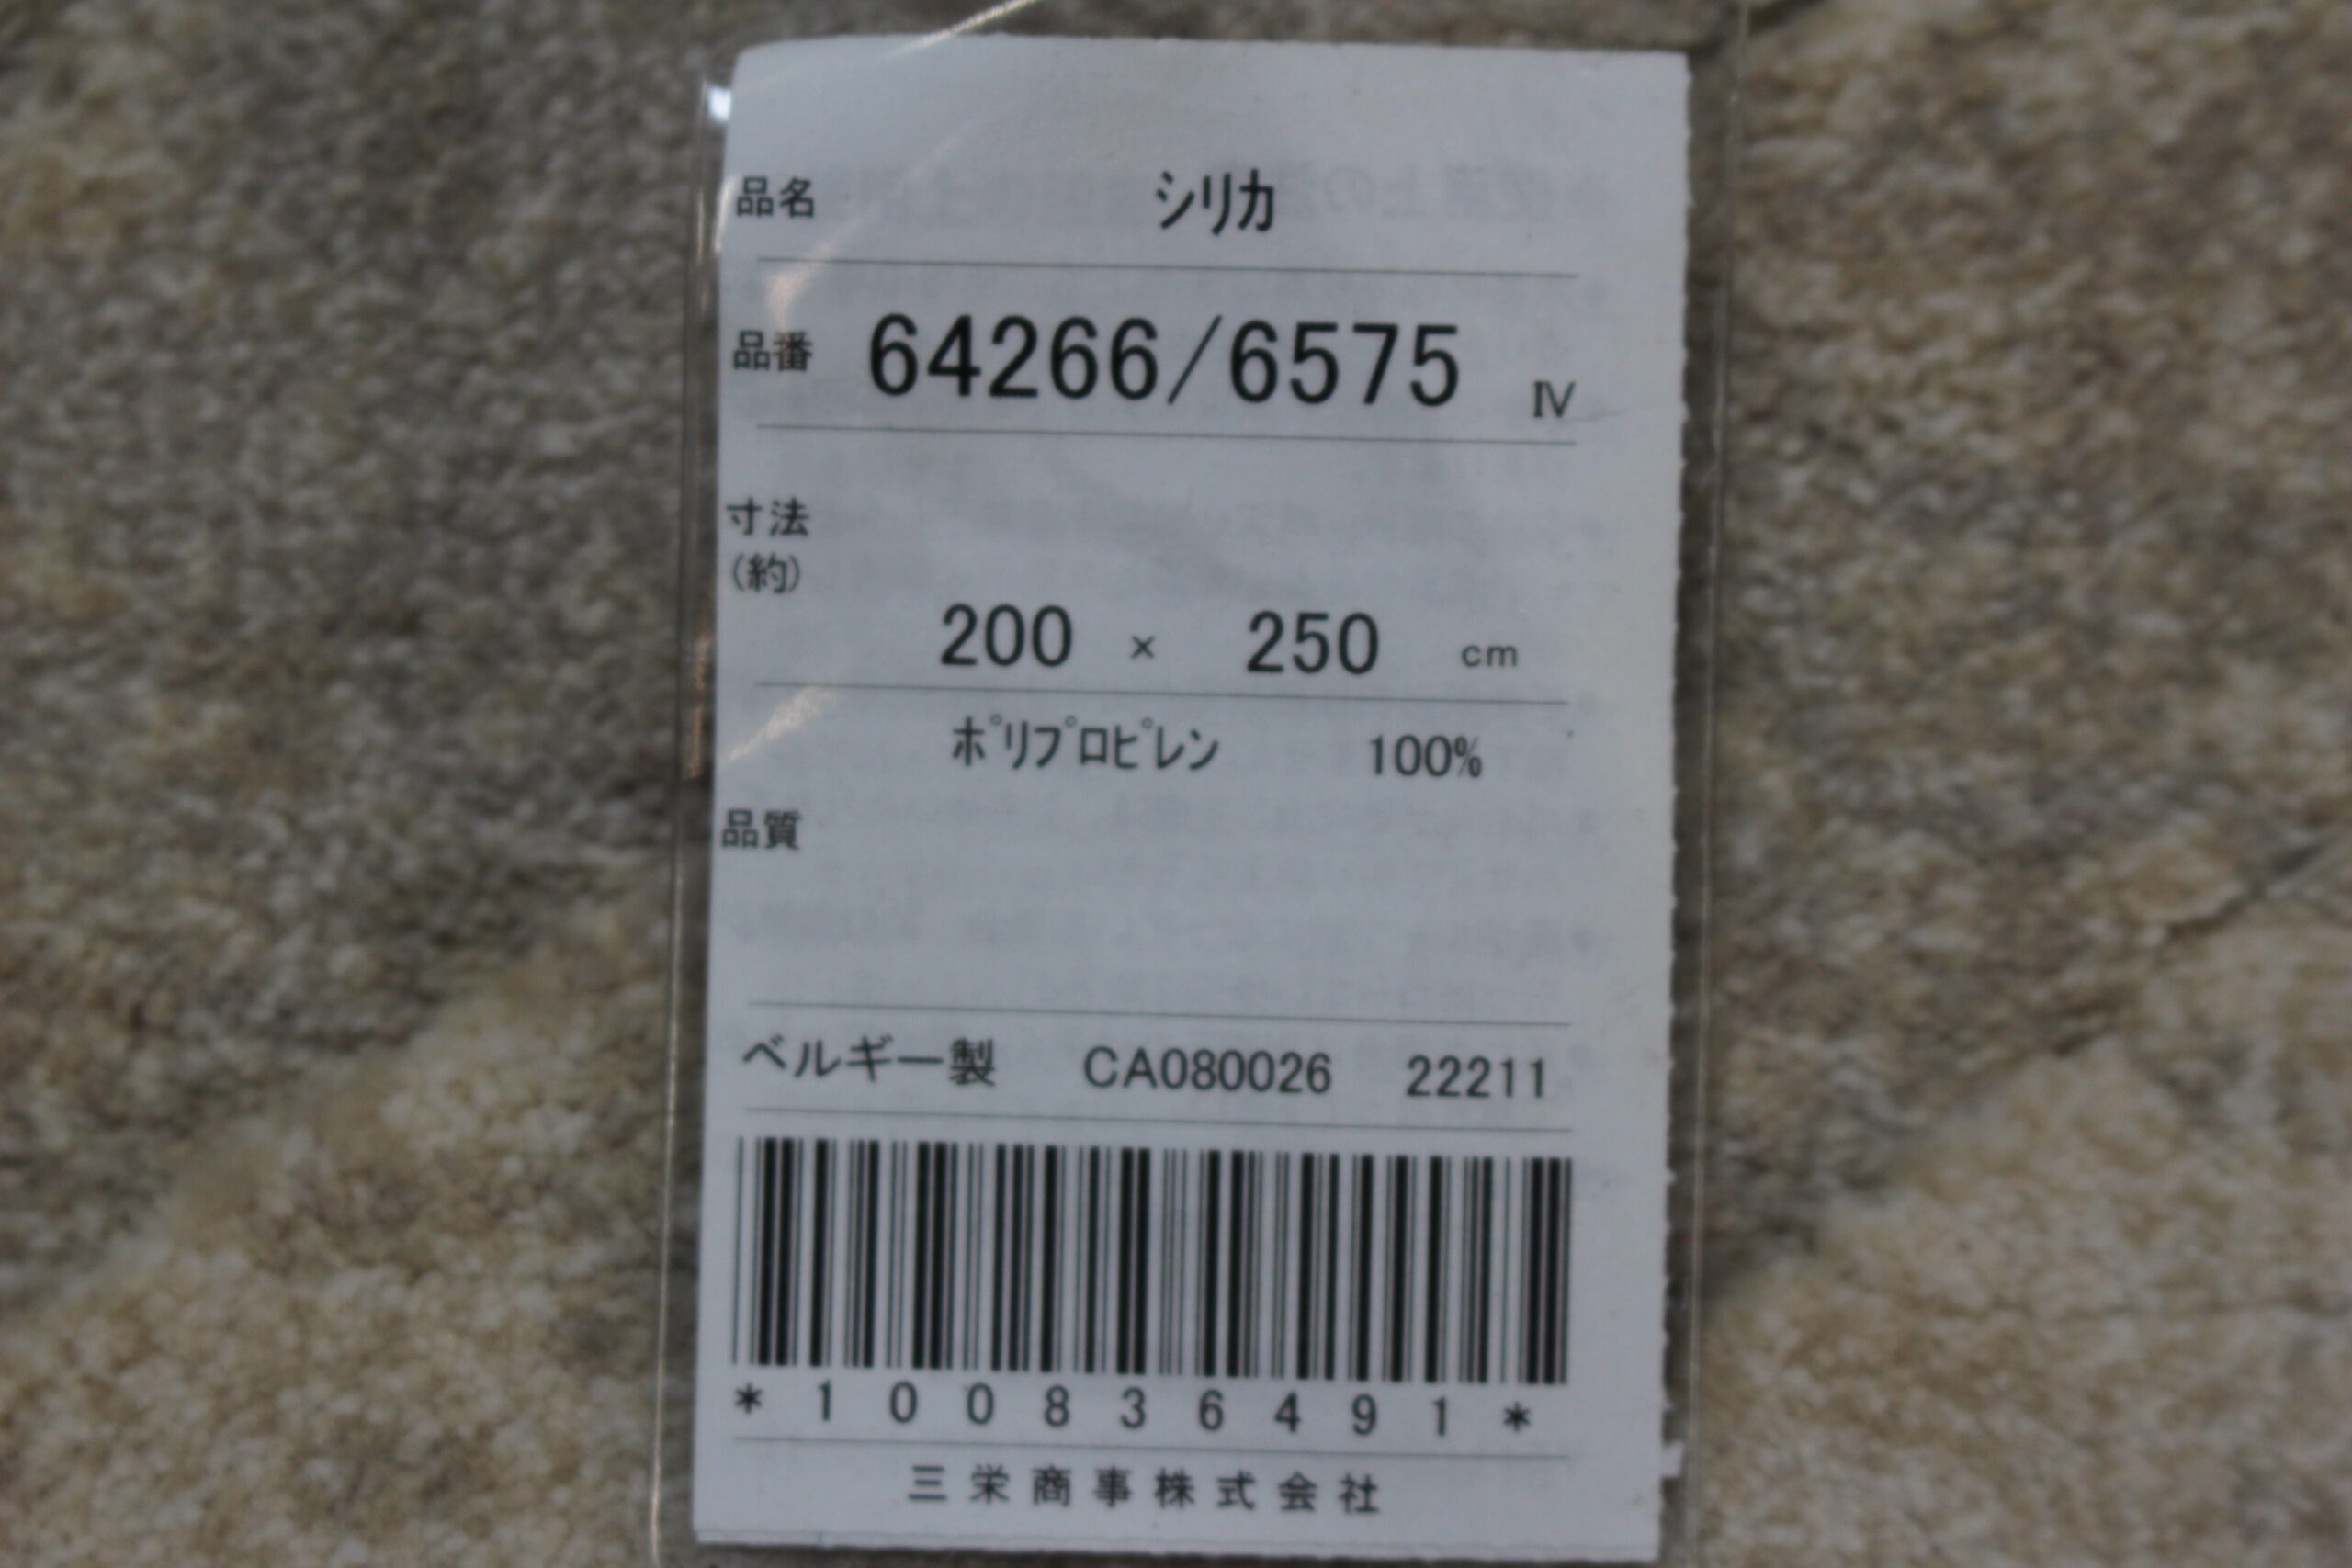 品名 シリカ
品番 64266/6575 Ⅳ
寸法
(約)
200 × 250 cm
ﾎﾟﾘﾌﾟﾛﾋﾟﾚﾝ 100%
品質
ベルギー製 CA080026 22211
*100836491*
三栄商事株式会社